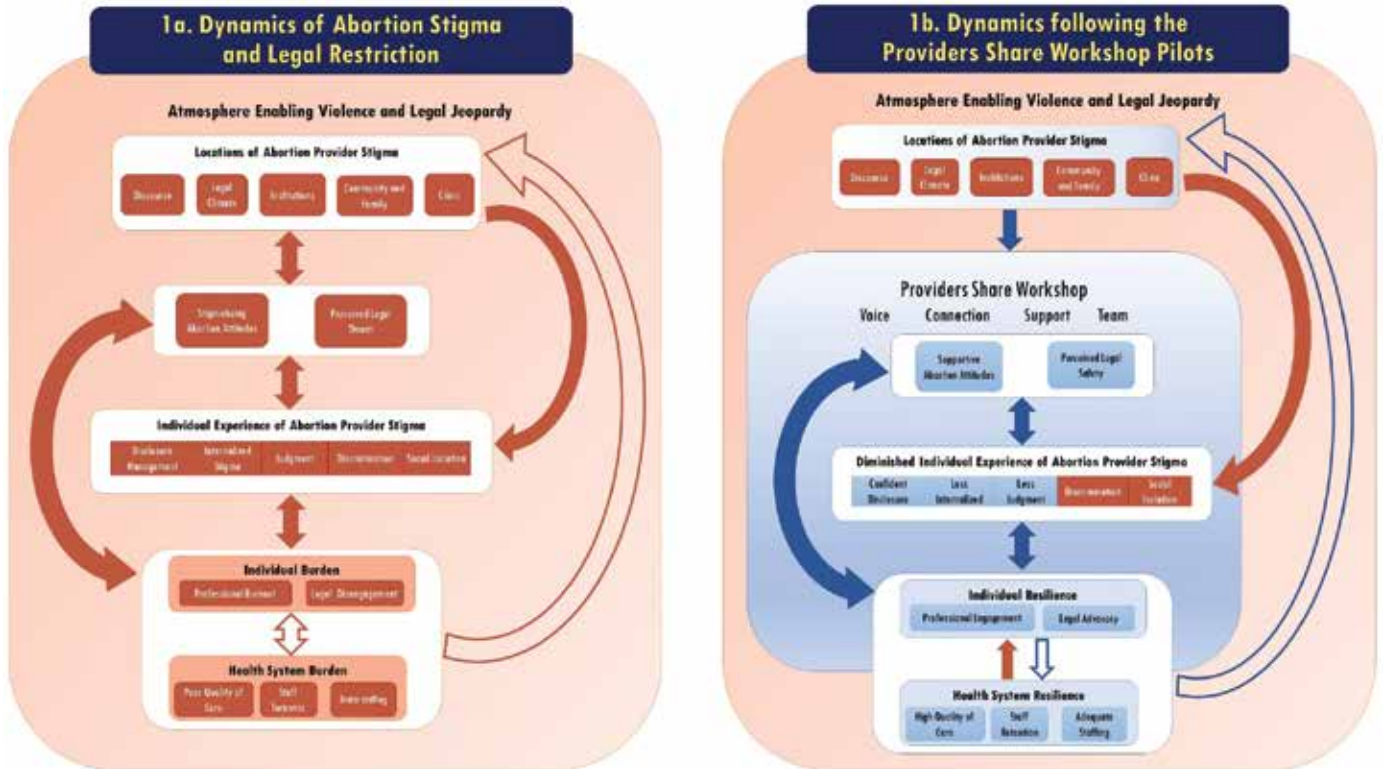 1a. Dynamics of Abortion Stigma
and Legal Restriction
Atmosphere Enabling Violence and Legal Jeopardy
Locations of Abortion Provider Stigma
Discourse
Legal
Climate
Institutions
Community and
Family
Clinic
Stigmatizing
Abortion Attitudes
Perceived Legal
Threat
Individual Experience of Abortion Provider Stigma
Disclosure
Management
Internalized
Stigma
Judgment
Discrimination
Social Isolation
Individual Burden
Professional Burnout
Legal Disengagement
Health System Burden
Poor Quality of
Care
Staff
Turnover
1b. Dynamics following the
Providers Share Workshop Pilots
Atmosphere Enabling Violence and Legal Jeopardy
Locations of Abortion Provider Stigma
Discourse
Legal
Climate
Institutions
Community
and Family
Clinic
Providers Share Workshop
Voice Connection Support Team
Supportive
Abortion Attitudes
Perceived Legal
Safety
Diminished Individual Experience of Abortion Provider Stigma
Confident
Disclosure
Less
Internalized
Less
Judgment
Discrimination
Social
Isolation
Individual Resilience
Professional Engagement
Legal Advocacy
Health System Resilience
High Quality of
Care
Staff
Retention
Adequate
Staffing